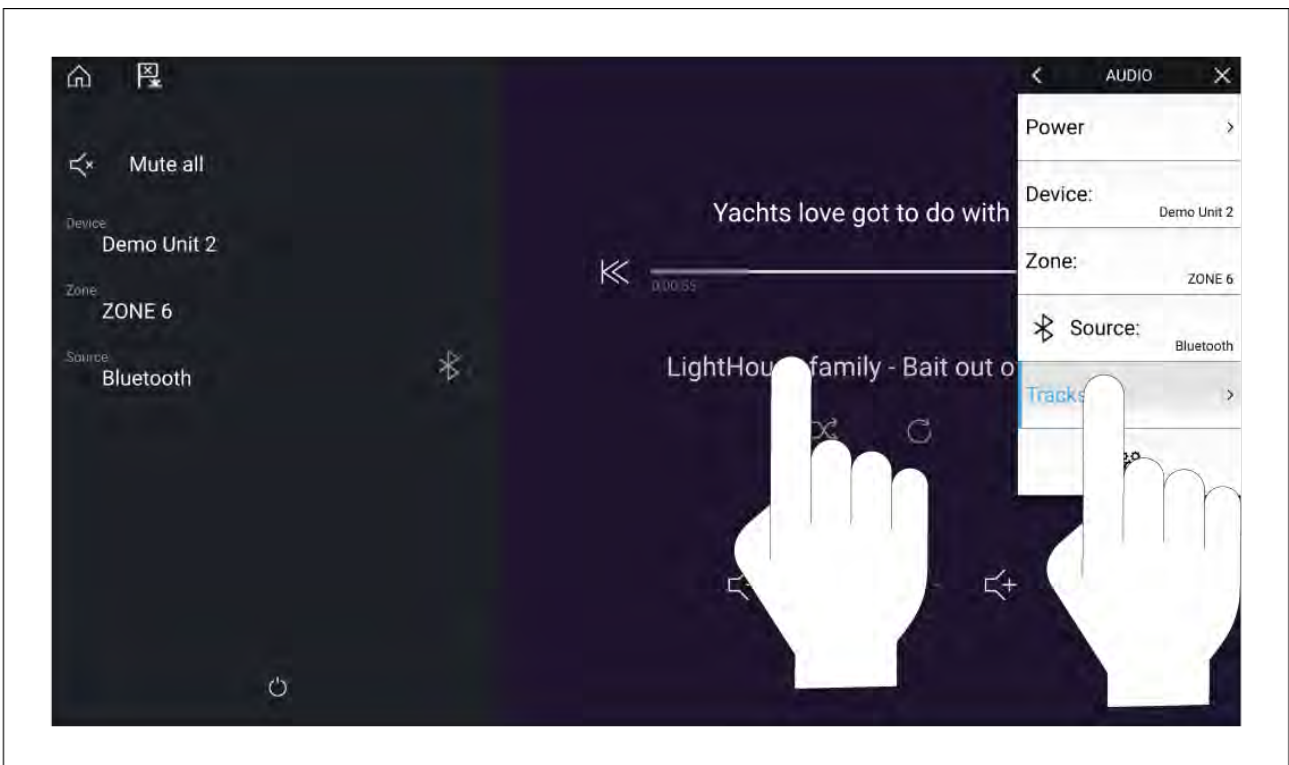 Mute all
Device
Demo Unit 2
Zone
ZONE 6
Source
Bluetooth
Yachts love got to do with
0:00:55
LightHou family - Bait out o
AUDIO
Power
Device:
Demo Unit 2
Zone:
ZONE 6
Source:
Bluetooth
Tracks